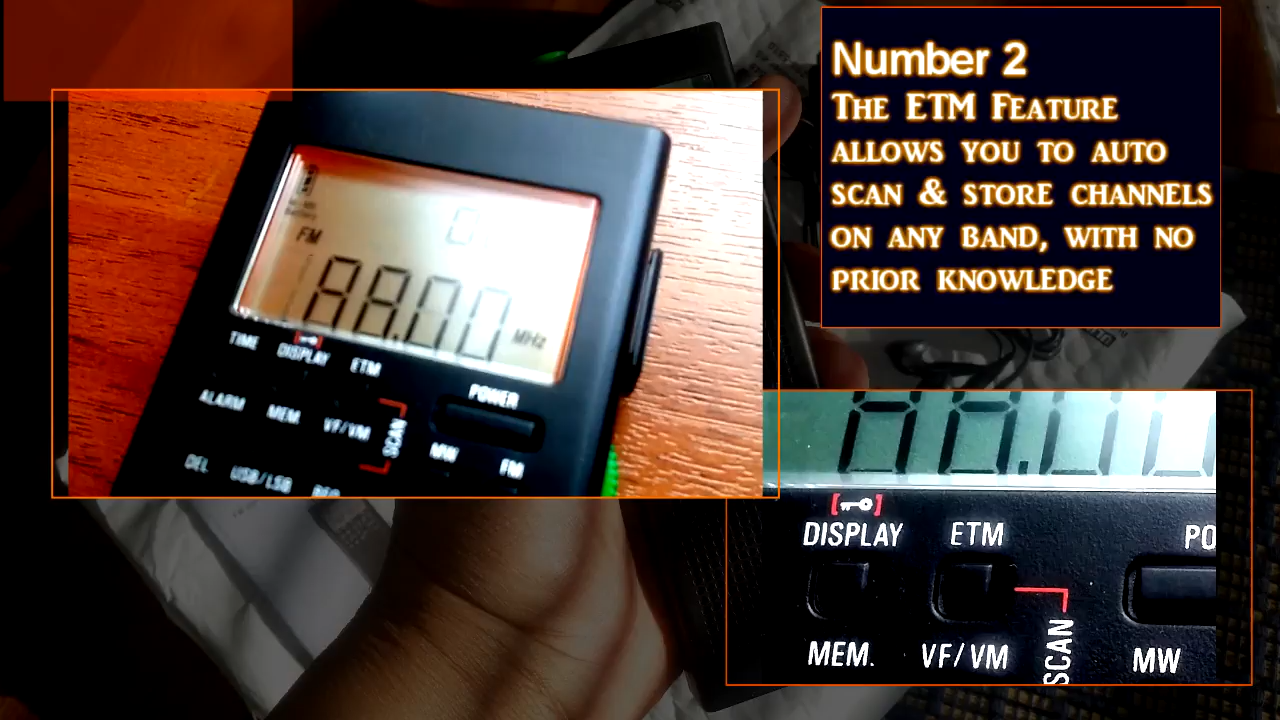 Number 2
The ETM Feature
allows you to auto
scan & store channels
on any band, with no
prior knowledge
FM
88.00 MHz
TIME DISPLAY ETM
POWER
ALARM MEM. VF/VM SCAN
MW FM
DEL USB/LSB
DISPLAY ETM
MEM. VF/VM SCAN MW